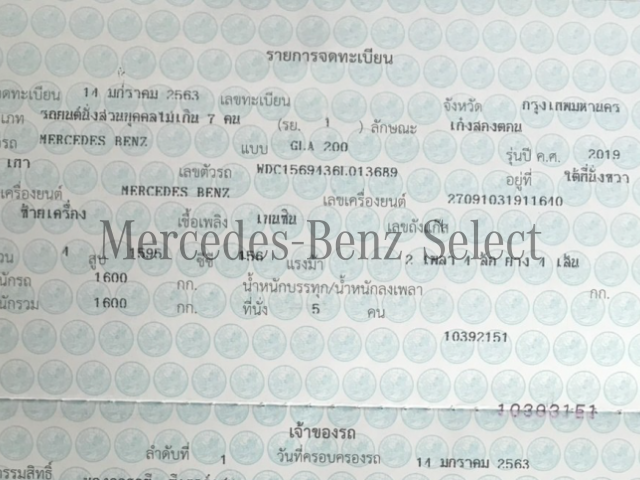 รายการจดทะเบียน
จดทะเบียน 14 มกราคม 2563 เลขทะเบียน จังหวัด กรุงเทพมหานคร
รถยนต์นั่งส่วนบุคคลไม่เกิน 7 คน (รย. 1 ) ลักษณะ เก๋งสองตอน
MERCEDES BENZ แบบ GLA 200 รุ่นปี ค.ศ. 2019
เทา เลขตัวรถ WDC1569436L013689 อยู่ที่ ใต้ที่นั่งขวา
เครื่องยนต์ MERCEDES BENZ เลขเครื่องยนต์ 27091031911640
ซ้ายเครื่อง เชื้อเพลิง เบนซิน เลขถังแก๊ส
Mercedes-Benz Select
4 สูบ 1595 ซีซี 156 แรงม้า 2 เพลา 4 ล้อ ยาง 4 เส้น
1600 กก. น้ำหนักบรรทุก/น้ำหนักลงเพลา กก.
1600 กก. ที่นั่ง 5 คน
10392151
10393151
เจ้าของรถ
ลำดับที่ 1 วันที่ครอบครองรถ 14 มกราคม 2563